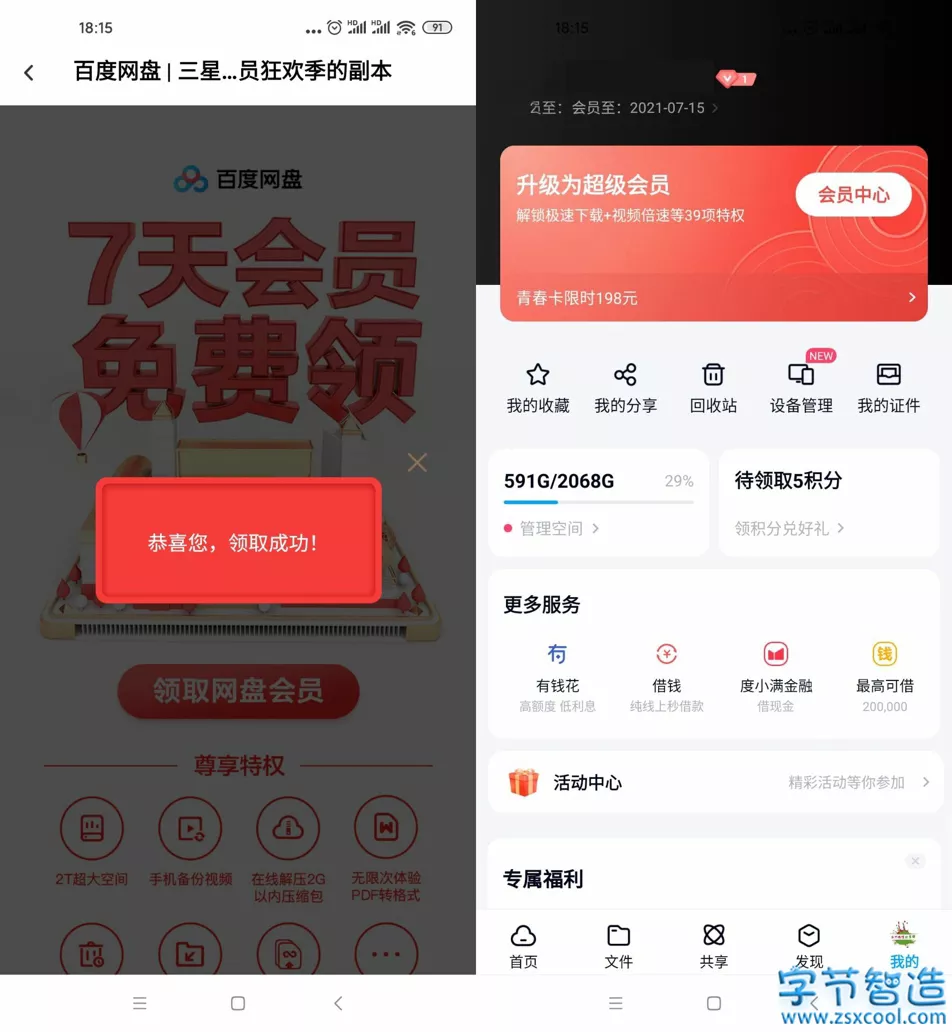 18:15
HD
HD
6
91
百度网盘 | 三星...员狂欢季的副本
百度网盘
7天会员
免费领
恭喜您，领取成功！
领取网盘会员
尊享特权
2T超大空间
手机备份视频
在线解压2G
以内压缩包
无限次体验
PDF转格式
18:15
1
会员至：2021-07-15
升级为超级会员
解锁极速下载+视频倍速等39项特权
会员中心
青春卡限时198元
NEW
我的收藏
我的分享
回收站
设备管理
我的证件
591G/2068G
29%
管理空间
待领取5积分
领积分兑好礼
更多服务
有钱花
高额度 低利息
借钱
纯线上秒借款
度小满金融
借现金
钱
最高可借
200,000
活动中心
精彩活动等你参加
专属福利
首页
文件
共享
发现
我的
字节智造
www.zsxcool.com